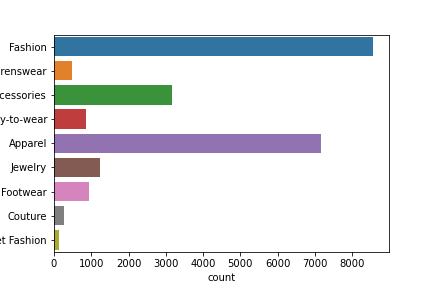 Fashion
renswear
cessories
y-to-wear
Apparel
Jewelry
Footwear
Couture
et Fashion
0 1000 2000 3000 4000 5000 6000 7000 8000
count